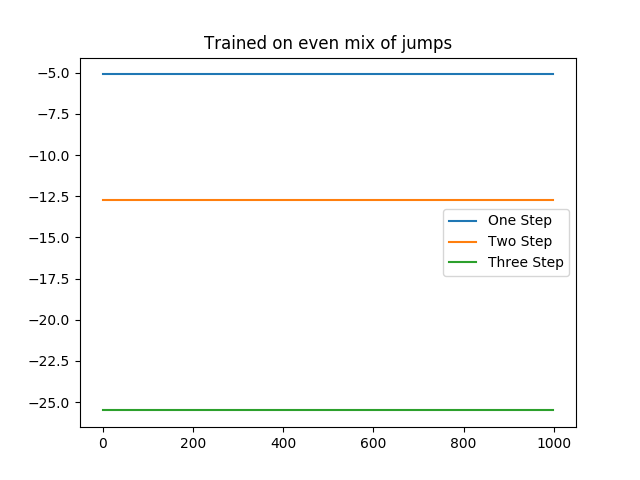 Trained on even mix of jumps
−5.0
−7.5
−10.0
−12.5
−15.0
−17.5
−20.0
−22.5
−25.0
One Step
Two Step
Three Step
0 200 400 600 800 1000